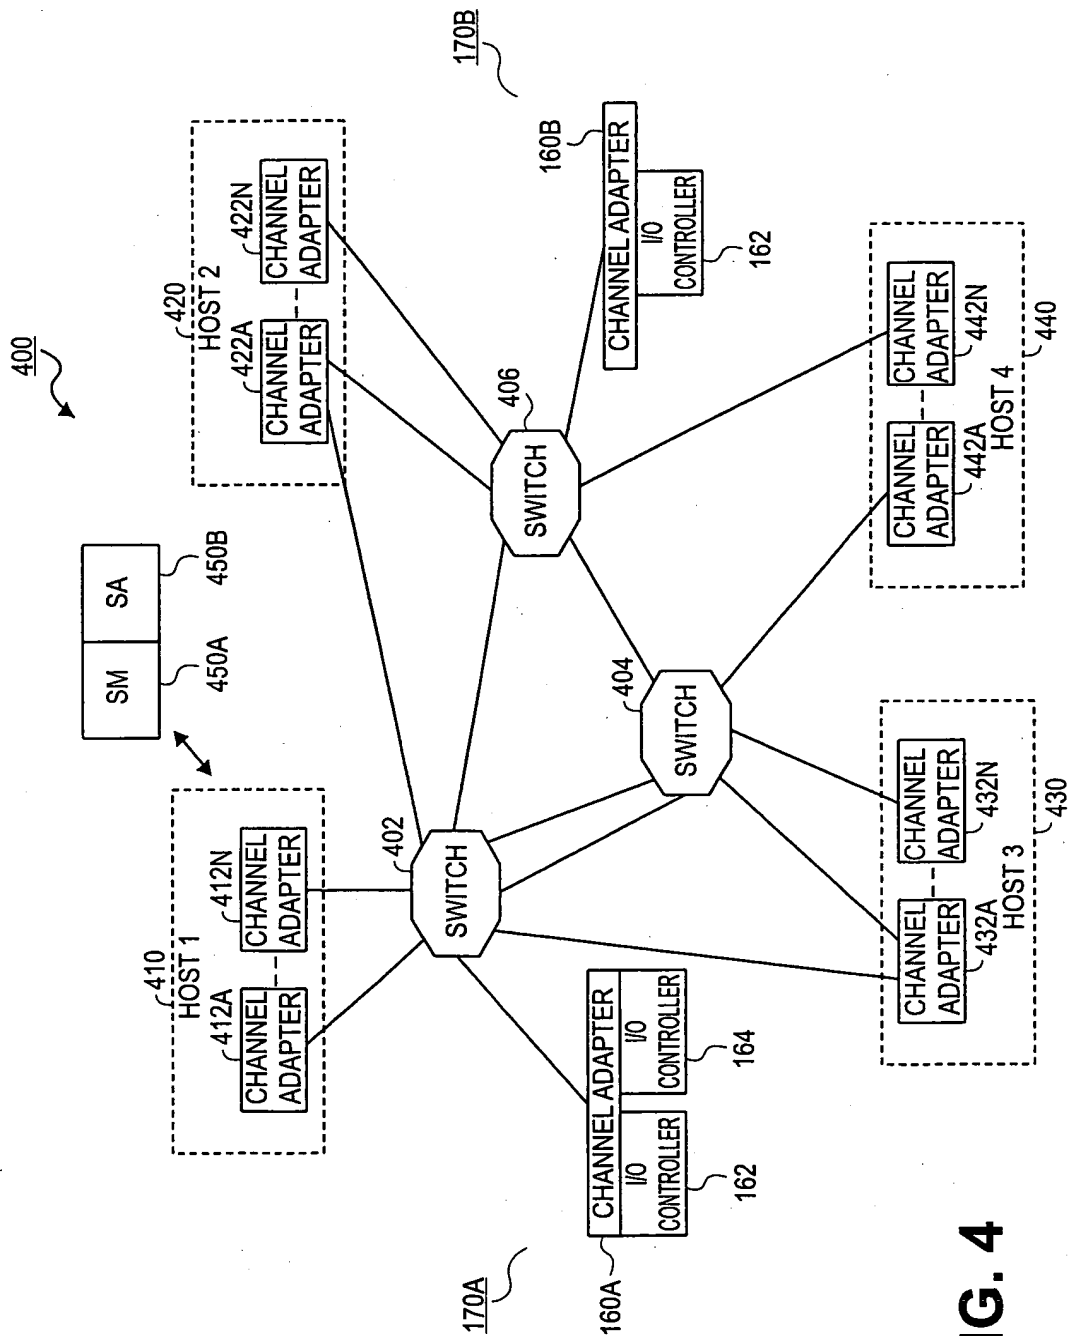 400
SM
SA
450A
450B
410
HOST 1
412A
CHANNEL
ADAPTER
412N
CHANNEL
ADAPTER
420
HOST 2
422A
CHANNEL
ADAPTER
422N
CHANNEL
ADAPTER
402
SWITCH
406
SWITCH
170A
170B
160A
CHANNEL ADAPTER
I/O
CONTROLLER
I/O
CONTROLLER
162
164
160B
CHANNEL ADAPTER
I/O
CONTROLLER
162
404
SWITCH
CHANNEL
ADAPTER
432A
CHANNEL
ADAPTER
432N
HOST 3
430
CHANNEL
ADAPTER
442A
CHANNEL
ADAPTER
442N
HOST 4
440
G. 4